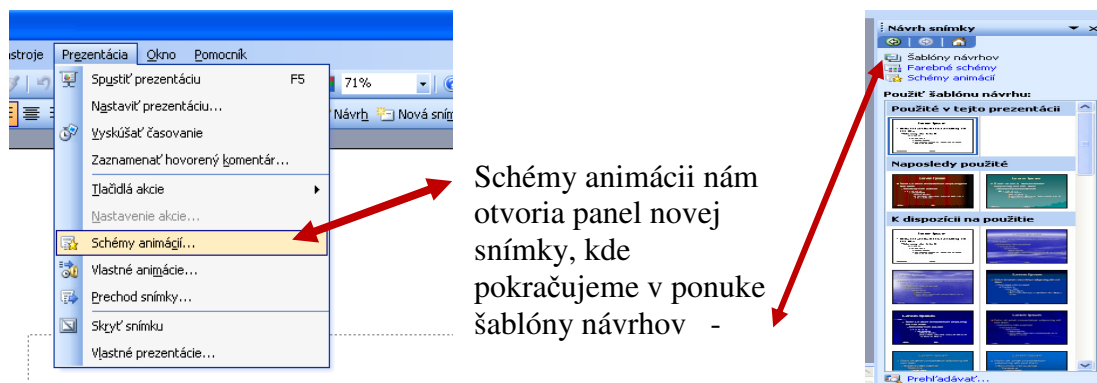 Prezentácia Okno Pomocník
Spustiť prezentáciu F5
71%
Nastaviť prezentáciu...
Návrh Nová
Vyskúšať časovanie
Zaznamenať hovorený komentár...
Tlačidlá akcie
Nastavenie akcie...
Schémy animácií...
Vlastné animácie...
Prechod snímky...
Skryť snímku
Vlastné prezentácie...
Schémy animácii nám
otvoria panel novej
snímky, kde
pokračujeme v ponuke
šablóny návrhov -
Návrh snímky
Šablóny návrhov
Farebné schémy
Schémy animácií
Použiť šablónu návrhu:
Použité v tejto prezentácii
Naposledy použité
K dispozícii na použitie
Prehľadávať...